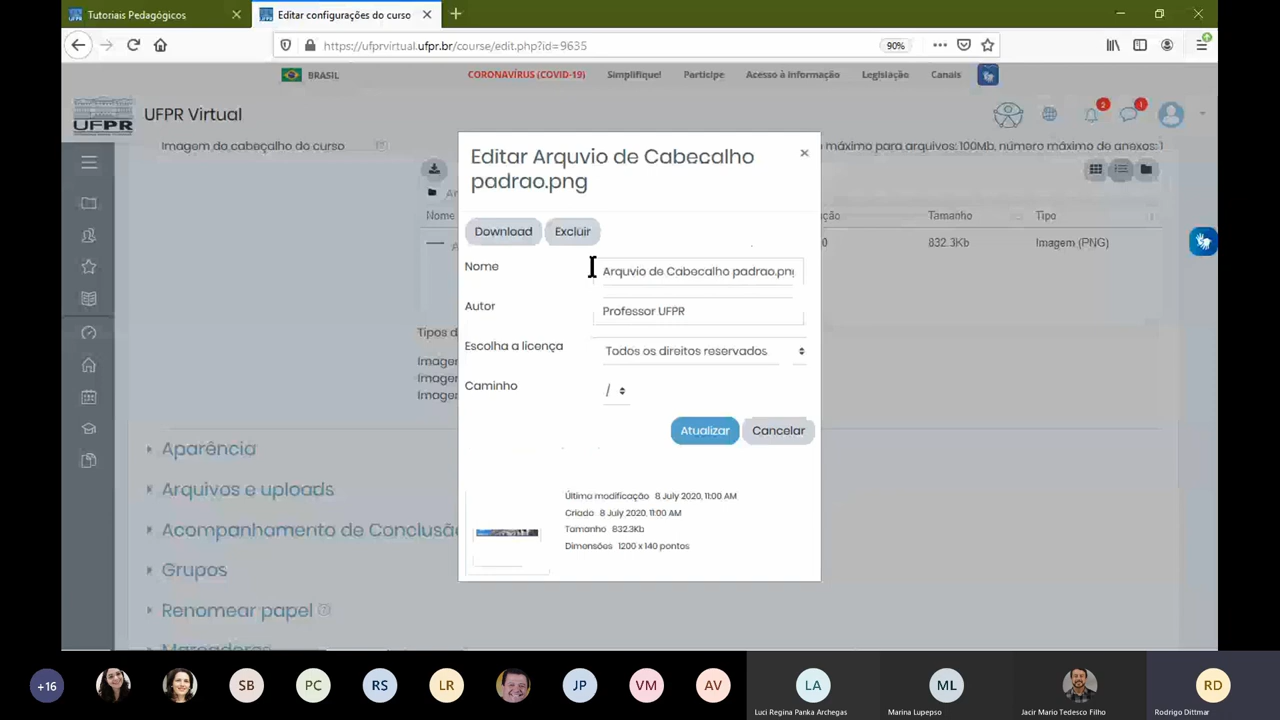 Tutoriais Pedagógicos
Editar configurações do curso
https://ufprvirtual.ufpr.br/course/edit.php?id=9635
90%
BRASIL
CORONAVÍRUS (COVID-19)
Simplifique!
Participe
Acesso à informação
Legislação
Canais
UFPR
UFPR Virtual
2
1
Imagem do cabeçalho do curso
máximo para arquivos: 100Mb, número máximo de anexos: 1
Nome
Tamanho
Tipo
832.3Kb
Imagem (PNG)
Tipos d
Imagem
Imagem
Imagem
Editar Arquvio de Cabecalho
padrao.png
Download
Excluir
Nome
Arquvio de Cabecalho padrao.png
Autor
Professor UFPR
Escolha a licença
Todos os direitos reservados
Caminho
/
Atualizar
Cancelar
Última modificação 8 July 2020, 11:00 AM
Criado 8 July 2020, 11:00 AM
Tamanho 832.3Kb
Dimensões 1200 x 140 pontos
Aparência
Arquivos e uploads
Acompanhamento de Conclusão
Grupos
Renomear papel
Marcadores
+16
SB
PC
RS
LR
JP
VM
AV
LA
Luci Regina Panka Archegas
ML
Marina Lupepso
Jacir Mario Tedesco Filho
RD
Rodrigo Dittmar